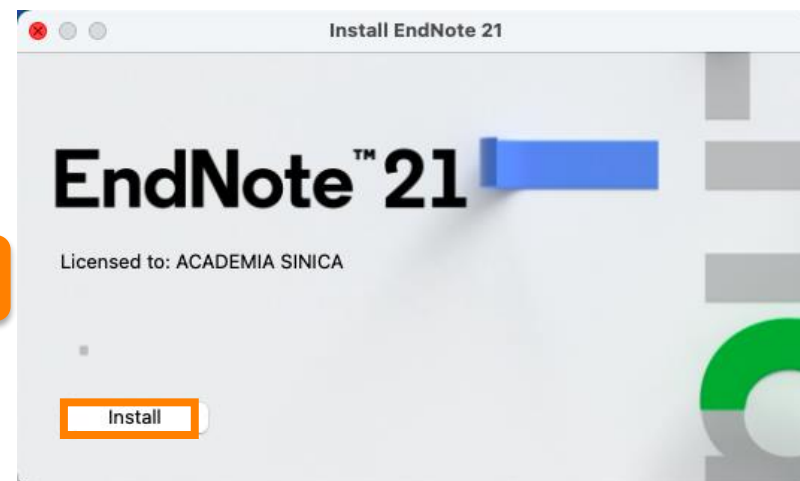 Install EndNote 21
EndNote™21
Licensed to: ACADEMIA SINICA
Install